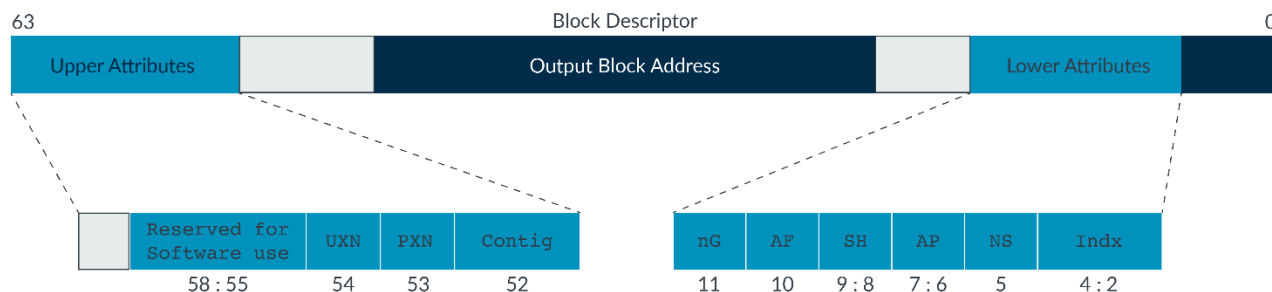 63 Block Descriptor 0
Upper Attributes Output Block Address Lower Attributes
Reserved for
Software use UXN PXN Contig nG AF SH AP NS Indx
58 : 55 54 53 52 11 10 9 : 8 7 : 6 5 4 : 2